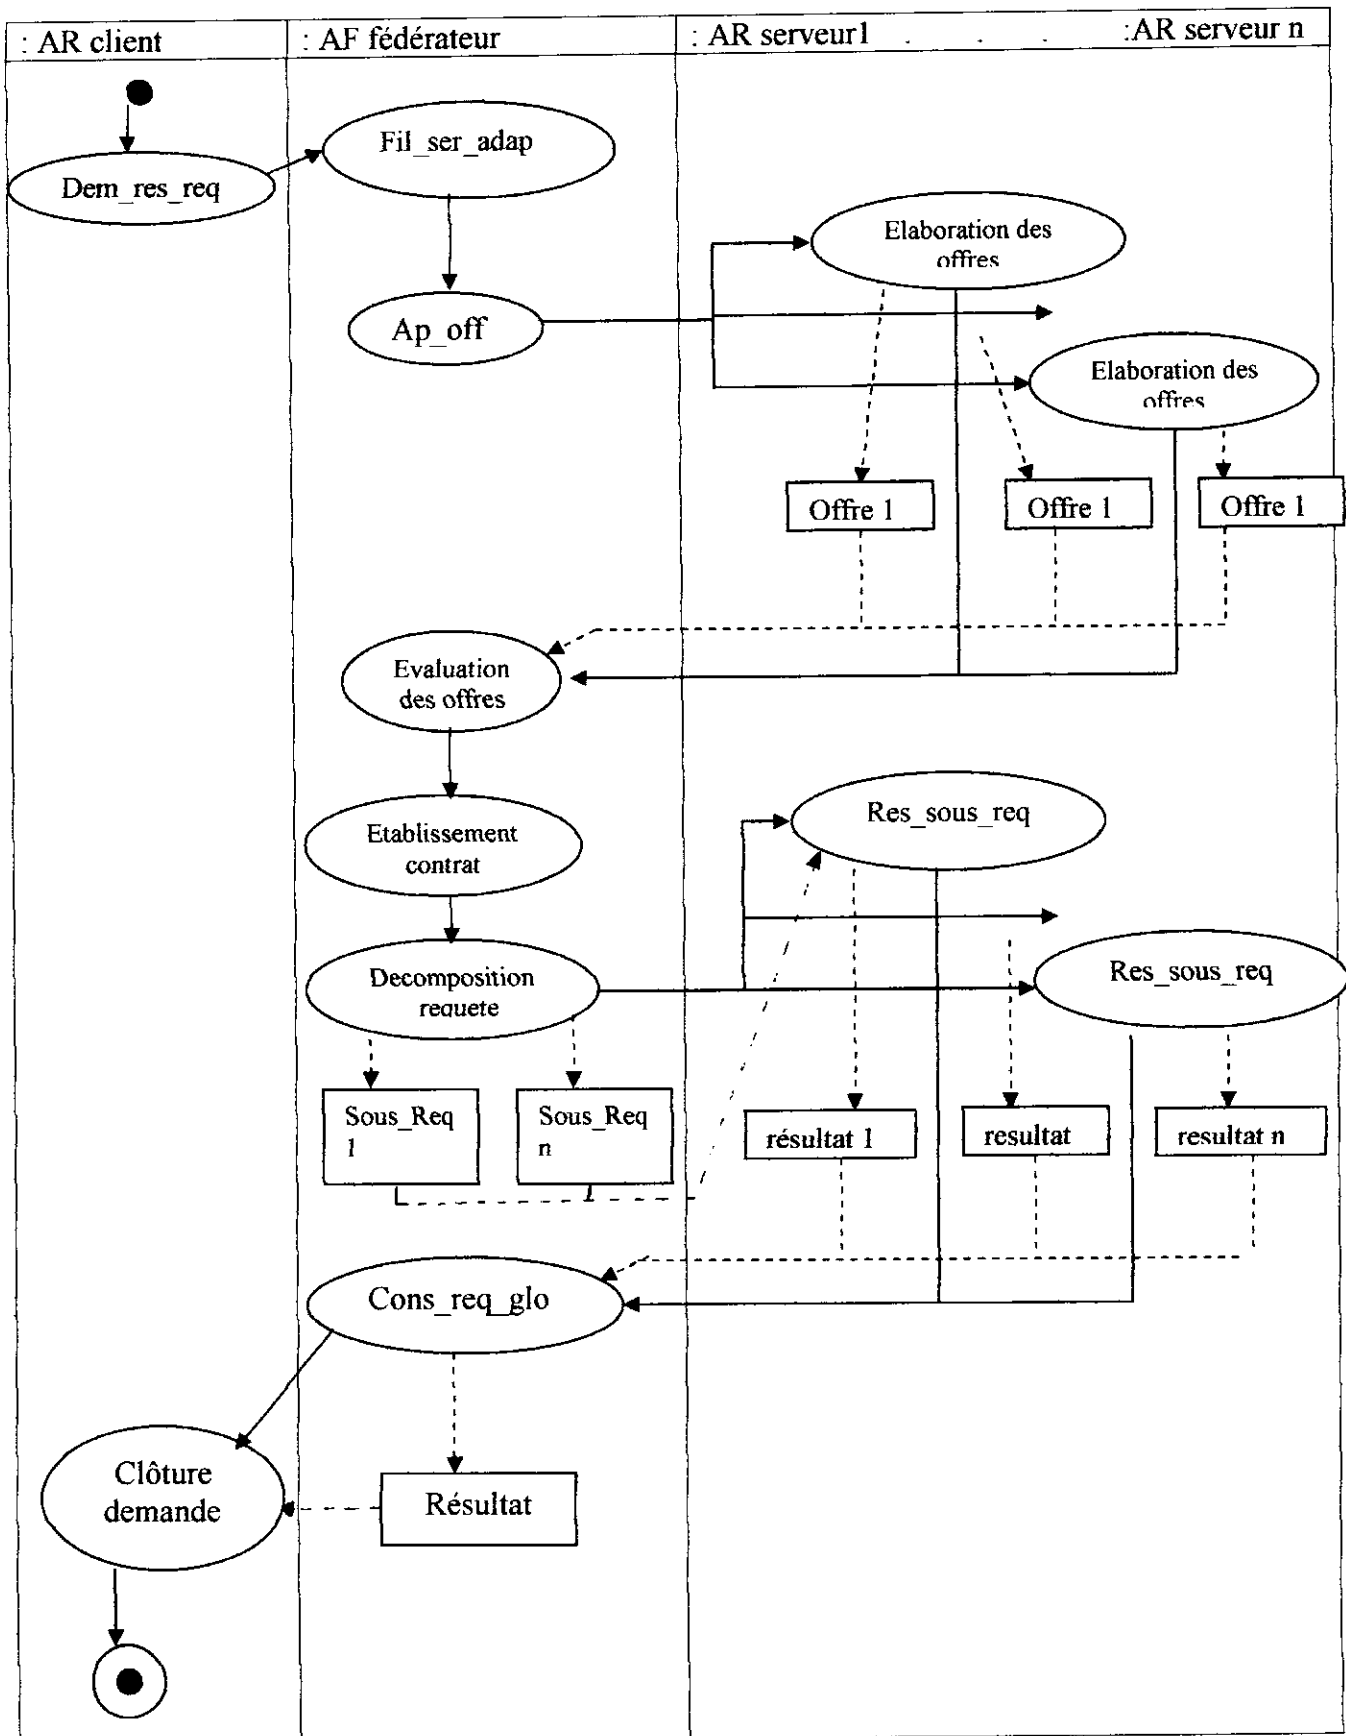 : AR client : AF fédérateur : AR serveur1 . . . :AR serveur n
Fil_ser_adap
Dem_res_req
Elaboration des
offres
Ap_off
Elaboration des
offres
Offre 1 Offre 1 Offre 1
Evaluation
des offres
Etablissement
contrat
Res_sous_req
Decomposition
requete
Res_sous_req
Sous_Req
1
Sous_Req
n
résultat 1 resultat resultat n
Cons_req_glo
Clôture
demande
Résultat